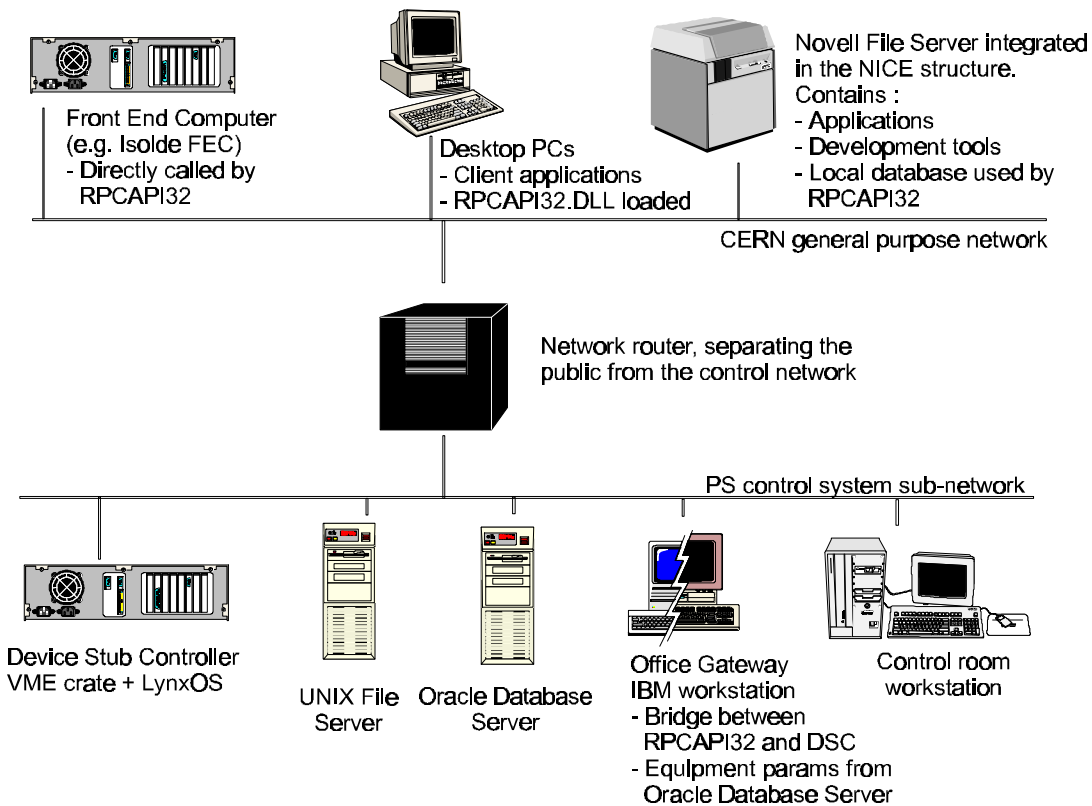 Front End Computer
(e.g. Isolde FEC)
- Directly called by
RPCAPI32
Desktop PCs
- Client applications
- RPCAPI32.DLL loaded
Novell File Server integrated
in the NICE structure.
Contains :
- Applications
- Development tools
- Local database used by
RPCAPI32
CERN general purpose network
Network router, separating the
public from the control network
PS control system sub-network
Device Stub Controller
VME crate + LynxOS
UNIX File
Server
Oracle Database
Server
Office Gateway
IBM workstation
- Bridge between
RPCAPI32 and DSC
- Equipment params from
Oracle Database Server
Control room
workstation